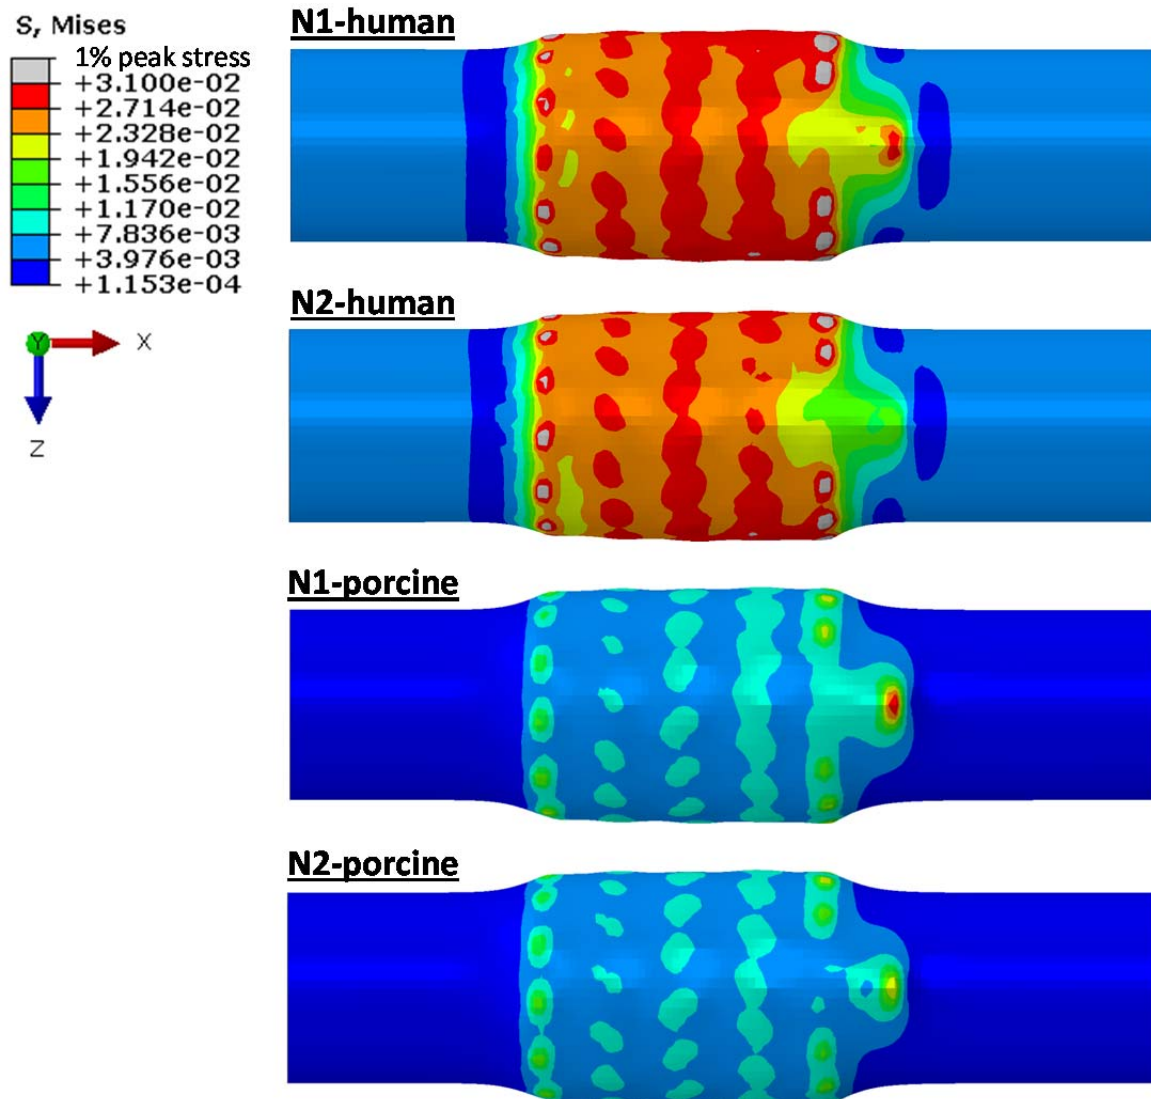 S, Mises
1% peak stress
+3.100e-02
+2.714e-02
+2.328e-02
+1.942e-02
+1.556e-02
+1.170e-02
+7.836e-03
+3.976e-03
+1.153e-04
Y
X
Z
N1-human
N2-human
N1-porcine
N2-porcine